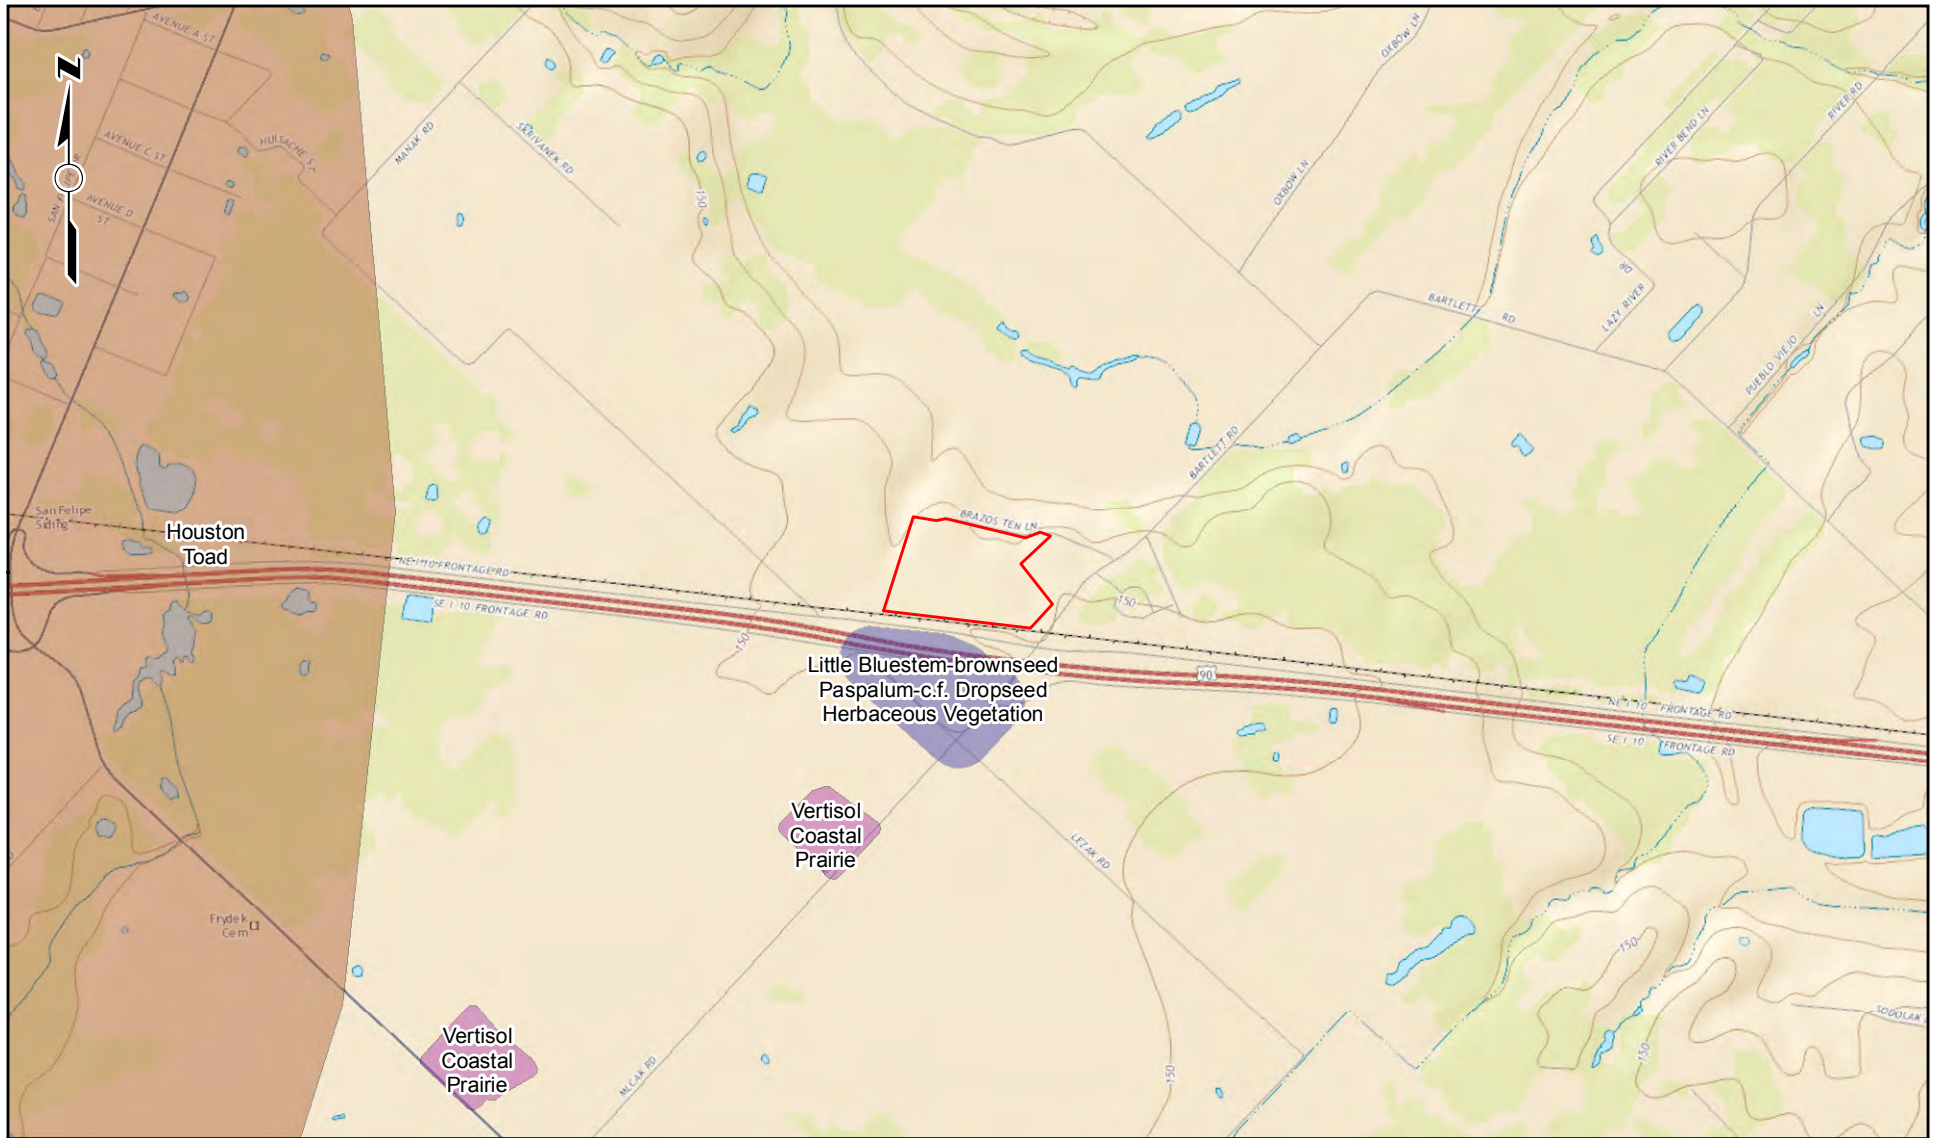 AVENUE A ST
N
AVENUE C ST
HUISACHE ST
AVENUE D
ST
MANAK RD
SKRIVANEK RD
150
OXBOW LN
OXBOW LN
RIVER BEND LN
RIVER RD
DR
LAZY RIVER
BARTLETT RD
PUEBLO VIEJO LN
BARTLETT RD
San Felipe
Siding
Houston
Toad
NE I 10 FRONTAGE RD
SE I 10 FRONTAGE RD
BRAZOS TEN LN
150
150
90
Little Bluestem-brownseed
Paspalum-c.f. Dropseed
Herbaceous Vegetation
NE I 10 FRONTAGE RD
SE I 10 FRONTAGE RD
Vertisol
Coastal
Prairie
LEZAK RD
Frydek
Cem
150
Vertisol
Coastal
Prairie
MLCAK RD
150
150